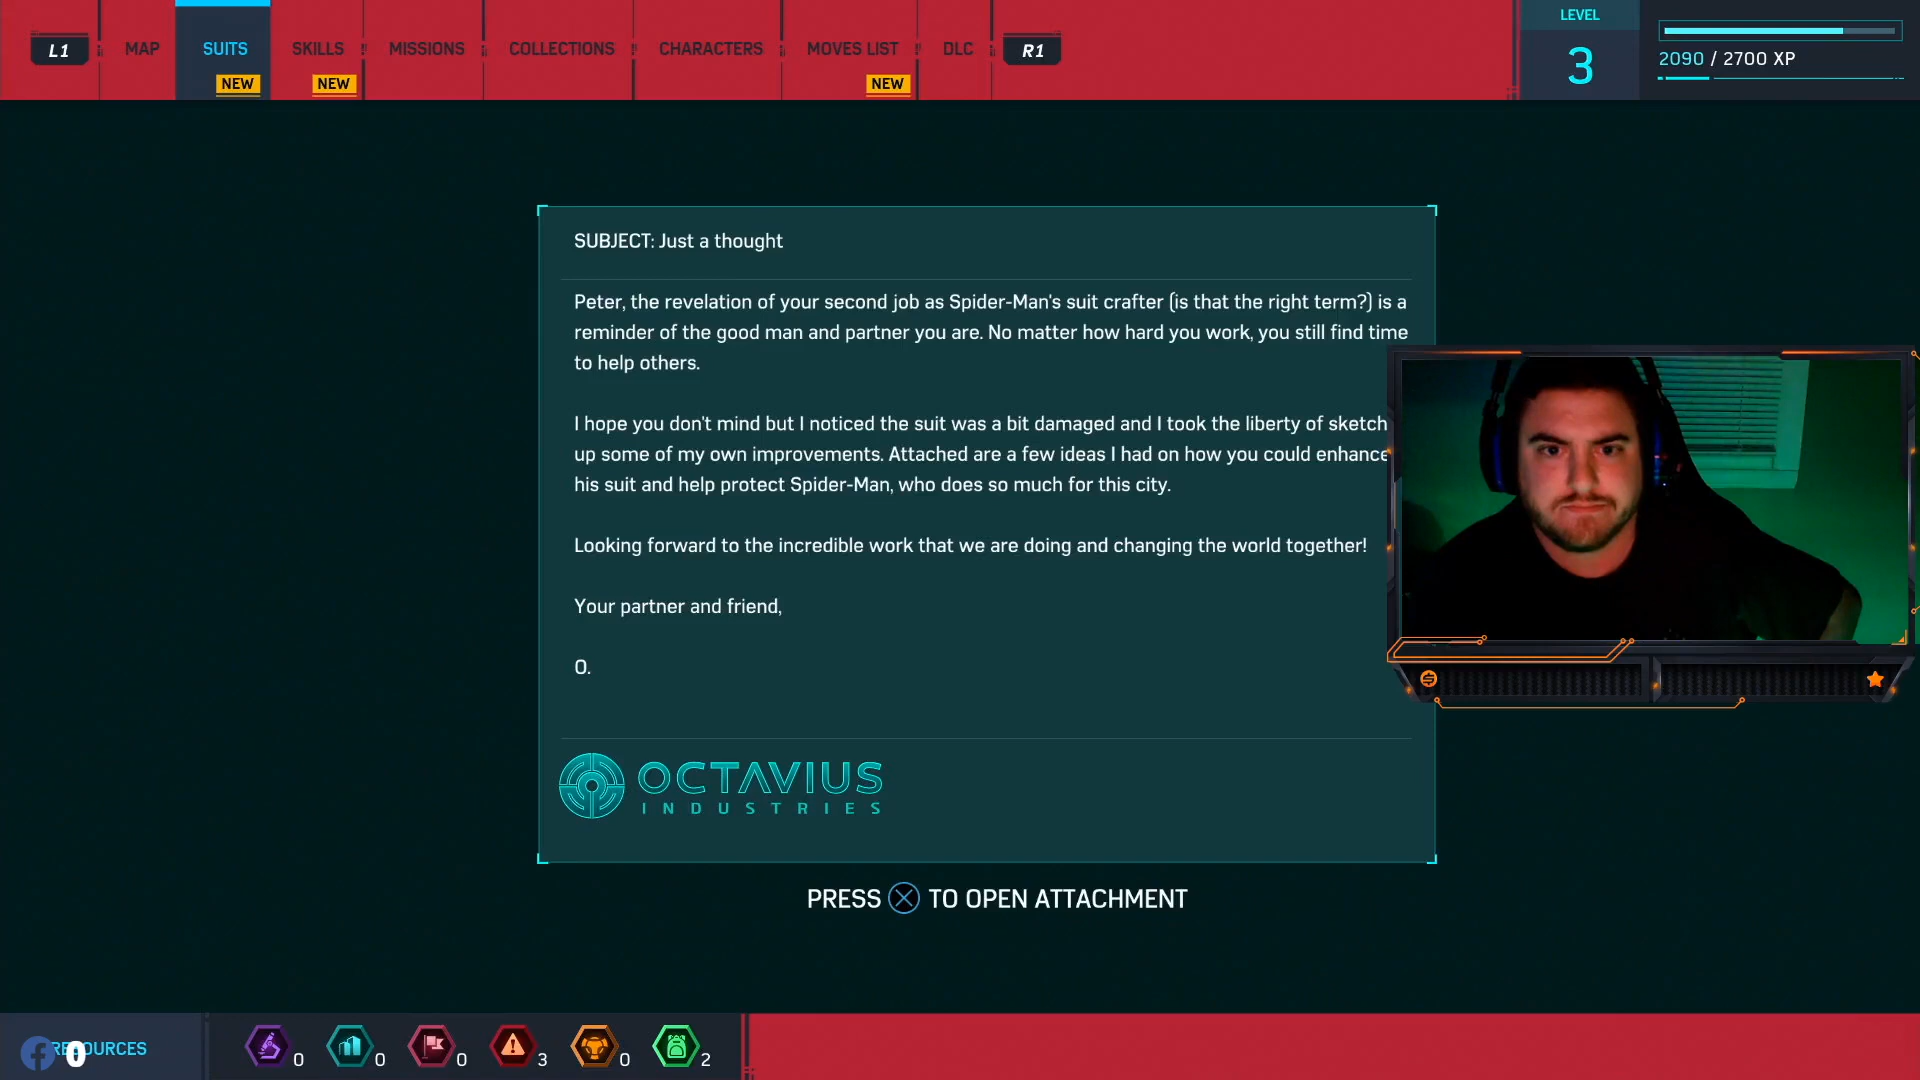 L1 MAP SUITS SKILLS MISSIONS COLLECTIONS CHARACTERS MOVES LIST DLC R1
NEW NEW NEW
LEVEL
3
2090 / 2700 XP
SUBJECT: Just a thought
Peter, the revelation of your second job as Spider-Man's suit crafter (is that the right term?) is a
reminder of the good man and partner you are. No matter how hard you work, you still find time
to help others.
I hope you don't mind but I noticed the suit was a bit damaged and I took the liberty of sketch
up some of my own improvements. Attached are a few ideas I had on how you could enhance
his suit and help protect Spider-Man, who does so much for this city.
Looking forward to the incredible work that we are doing and changing the world together!
Your partner and friend,
O.
OCTAVIUS
INDUSTRIES
PRESS TO OPEN ATTACHMENT
0 0 0 0 3 0 2